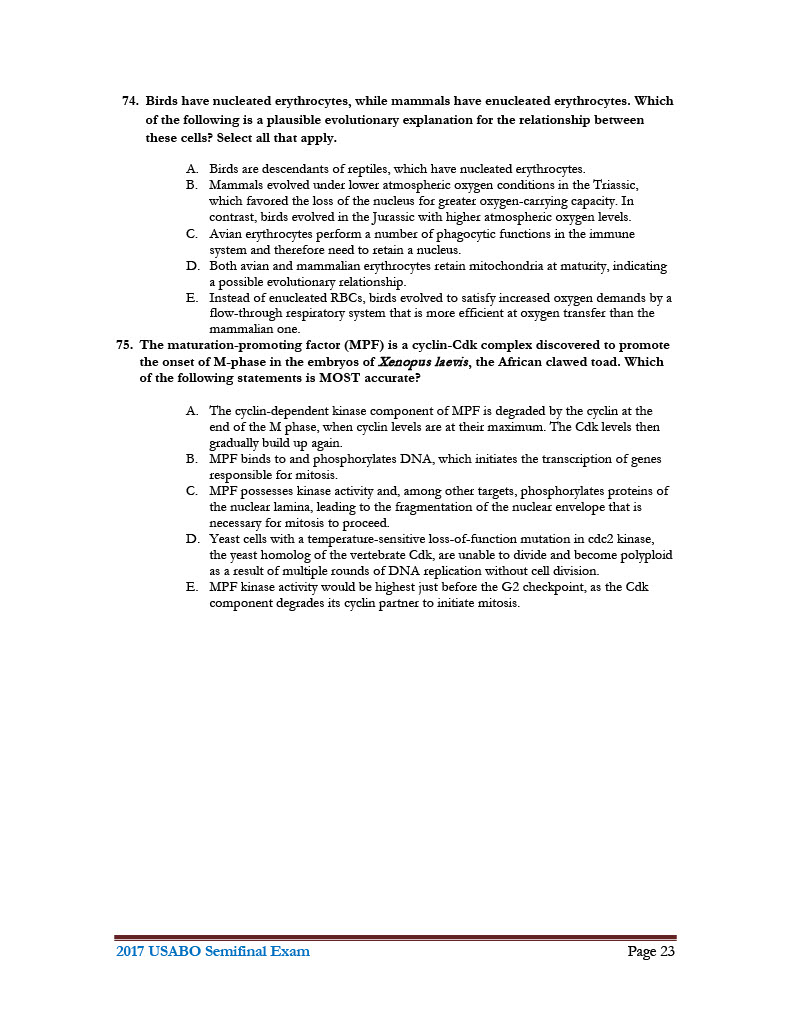 74. Birds have nucleated erythrocytes, while mammals have enucleated erythrocytes. Which
of the following is a plausible evolutionary explanation for the relationship between
these cells? Select all that apply.
A. Birds are descendants of reptiles, which have nucleated erythrocytes.
B. Mammals evolved under lower atmospheric oxygen conditions in the Triassic,
which favored the loss of the nucleus for greater oxygen-carrying capacity. In
contrast, birds evolved in the Jurassic with higher atmospheric oxygen levels.
C. Avian erythrocytes perform a number of phagocytic functions in the immune
system and therefore need to retain a nucleus.
D. Both avian and mammalian erythrocytes retain mitochondria at maturity, indicating
a possible evolutionary relationship.
E. Instead of enucleated RBCs, birds evolved to satisfy increased oxygen demands by a
flow-through respiratory system that is more efficient at oxygen transfer than the
mammalian one.
75. The maturation-promoting factor (MPF) is a cyclin-Cdk complex discovered to promote
the onset of M-phase in the embryos of Xenopus laevis, the African clawed toad. Which
of the following statements is MOST accurate?
A. The cyclin-dependent kinase component of MPF is degraded by the cyclin at the
end of the M phase, when cyclin levels are at their maximum. The Cdk levels then
gradually build up again.
B. MPF binds to and phosphorylates DNA, which initiates the transcription of genes
responsible for mitosis.
C. MPF possesses kinase activity and, among other targets, phosphorylates proteins of
the nuclear lamina, leading to the fragmentation of the nuclear envelope that is
necessary for mitosis to proceed.
D. Yeast cells with a temperature-sensitive loss-of-function mutation in cdc2 kinase,
the yeast homolog of the vertebrate Cdk, are unable to divide and become polyploid
as a result of multiple rounds of DNA replication without cell division.
E. MPF kinase activity would be highest just before the G2 checkpoint, as the Cdk
component degrades its cyclin partner to initiate mitosis.
2017 USABO Semifinal Exam Page 23